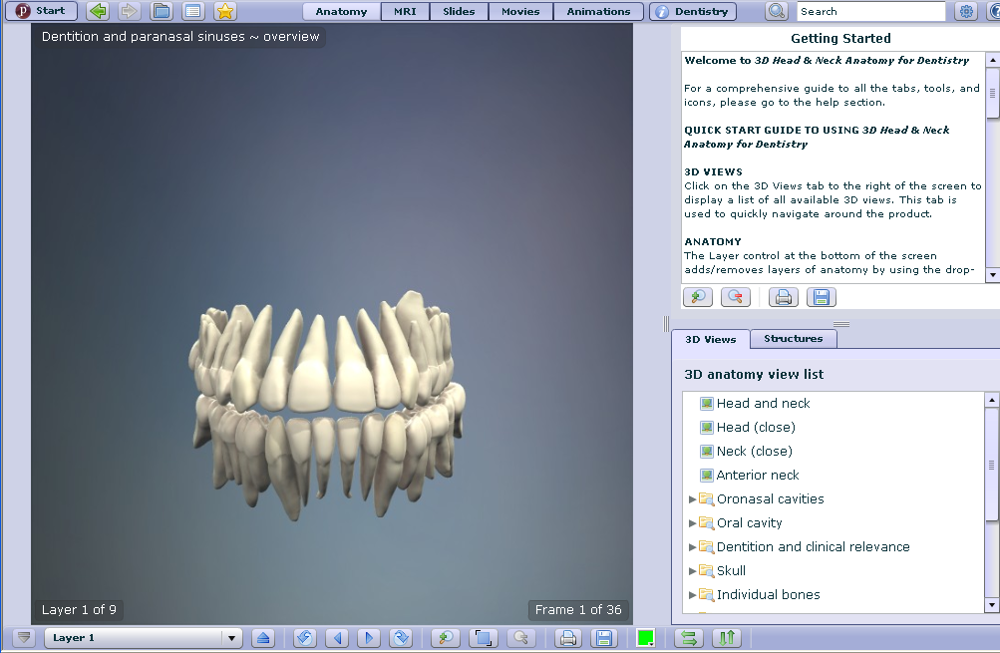 Start
Anatomy
MRI
Slides
Movies
Animations
Dentistry
Search
Dentition and paranasal sinuses ~ overview
Getting Started
Welcome to 3D Head & Neck Anatomy for Dentistry
For a comprehensive guide to all the tabs, tools, and
icons, please go to the help section.
QUICK START GUIDE TO USING 3D Head & Neck
Anatomy for Dentistry
3D VIEWS
Click on the 3D Views tab to the right of the screen to
display a list of all available 3D views. This tab is
used to quickly navigate around the product.
ANATOMY
The Layer control at the bottom of the screen
adds/removes layers of anatomy by using the drop-
3D Views
Structures
3D anatomy view list
Head and neck
Head (close)
Neck (close)
Anterior neck
Oronasal cavities
Oral cavity
Dentition and clinical relevance
Skull
Individual bones
Layer 1 of 9
Frame 1 of 36
Layer 1